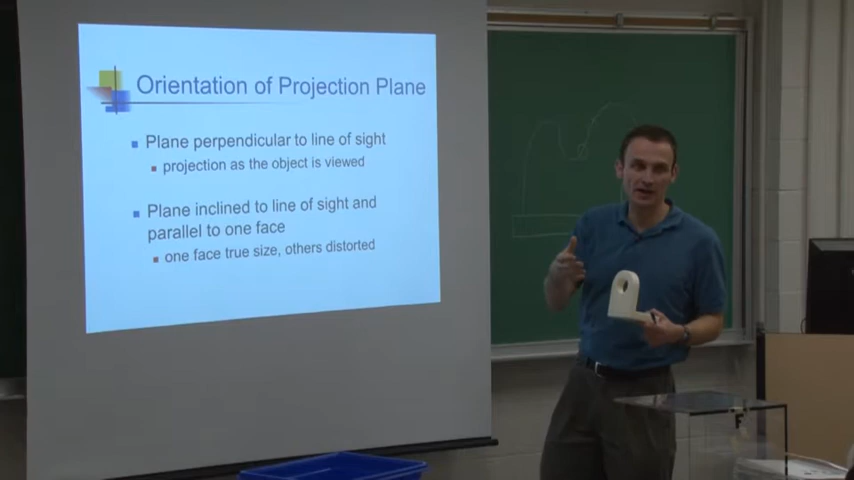 Orientation of Projection Plane
Plane perpendicular to line of sight
projection as the object is viewed
Plane inclined to line of sight and
parallel to one face
one face true size, others distorted
F